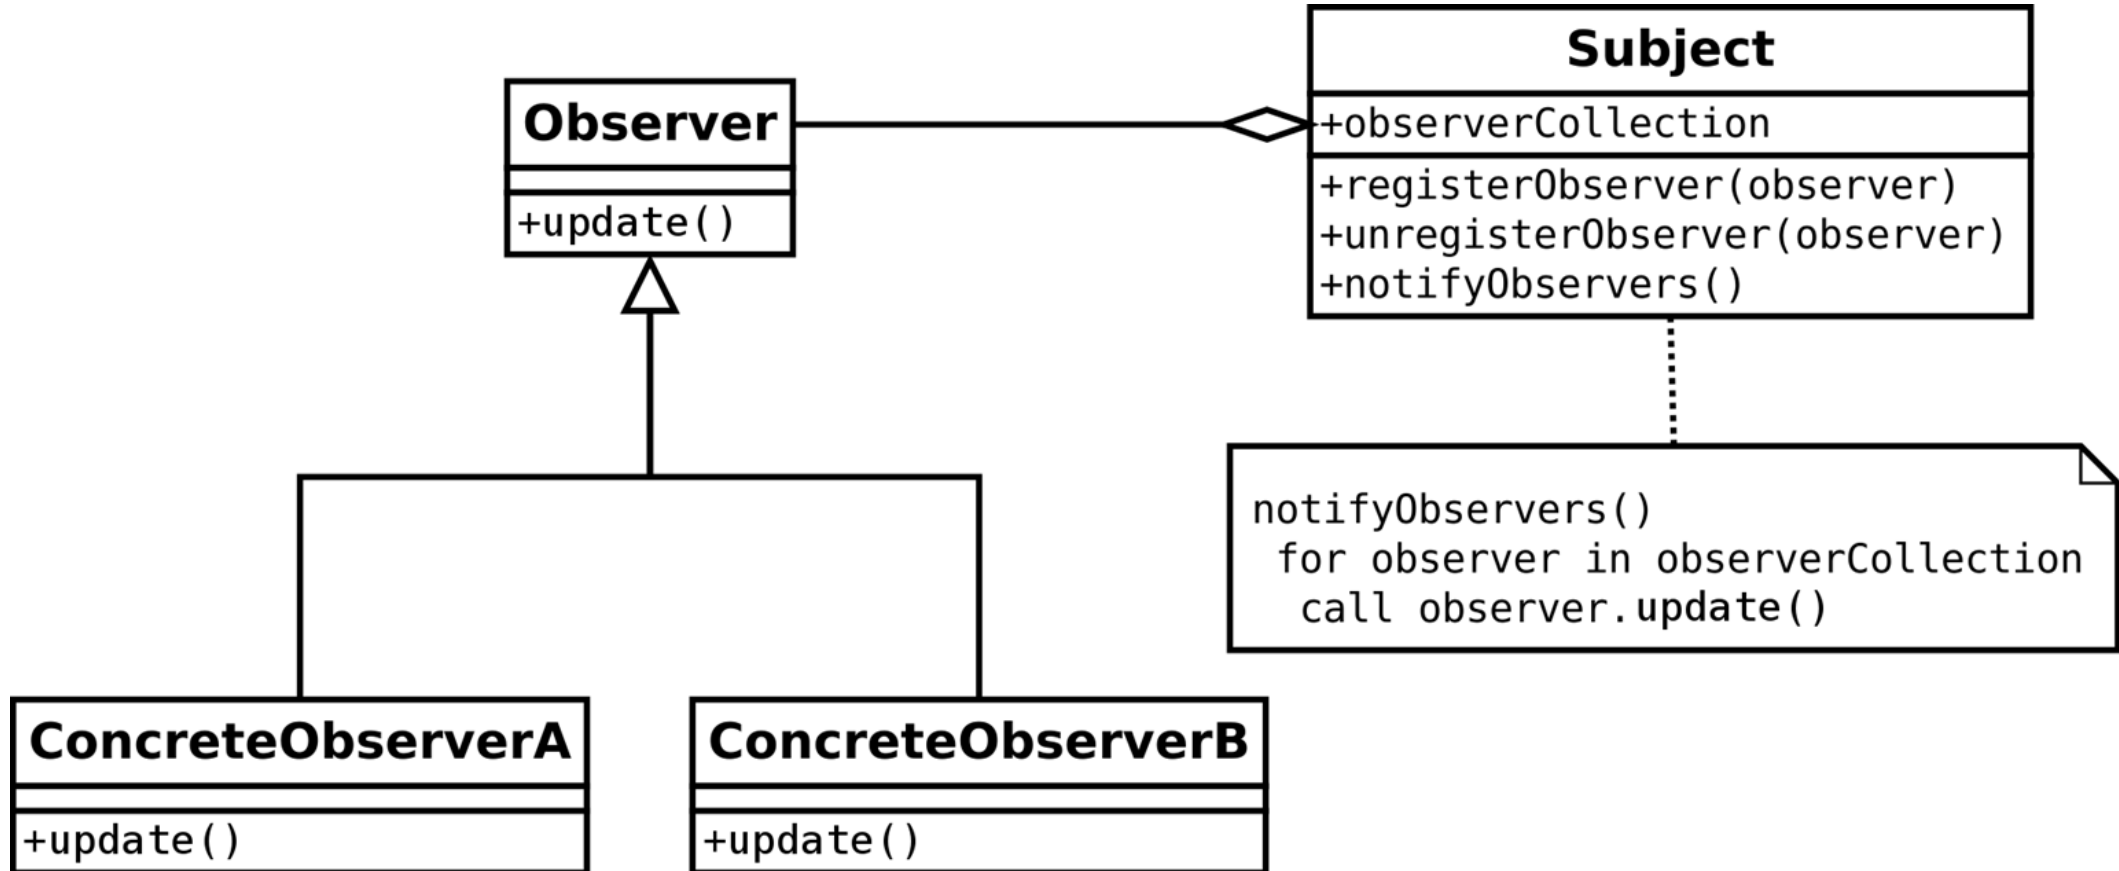 Subject
+observerCollection
+registerObserver(observer)
+unregisterObserver(observer)
+notifyObservers()
Observer
+update()
notifyObservers()
for observer in observerCollection
call observer.update()
ConcreteObserverA
+update()
ConcreteObserverB
+update()